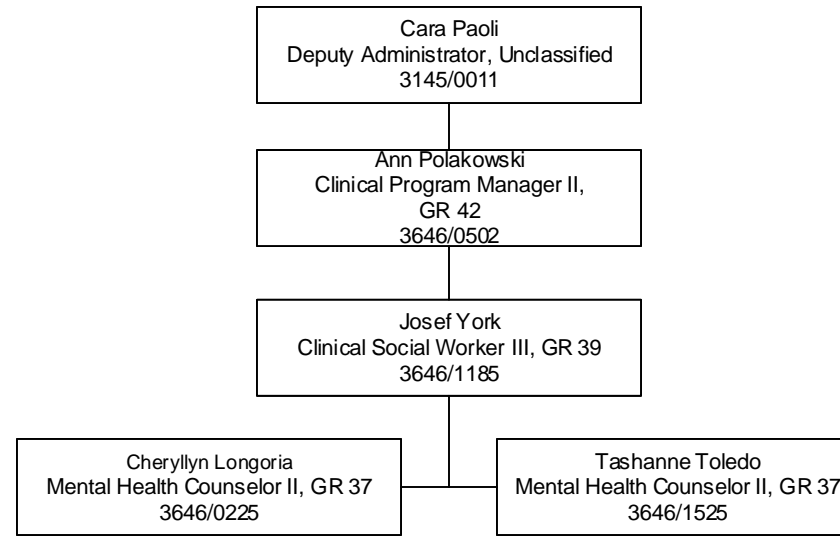 Cara Paoli
Deputy Administrator, Unclassified
3145/0011
Ann Polakowski
Clinical Program Manager II,
GR 42
3646/0502
Josef York
Clinical Social Worker III, GR 39
3646/1185
Cheryllyn Longoria
Mental Health Counselor II, GR 37
3646/0225
Tashanne Toledo
Mental Health Counselor II, GR 37
3646/1525